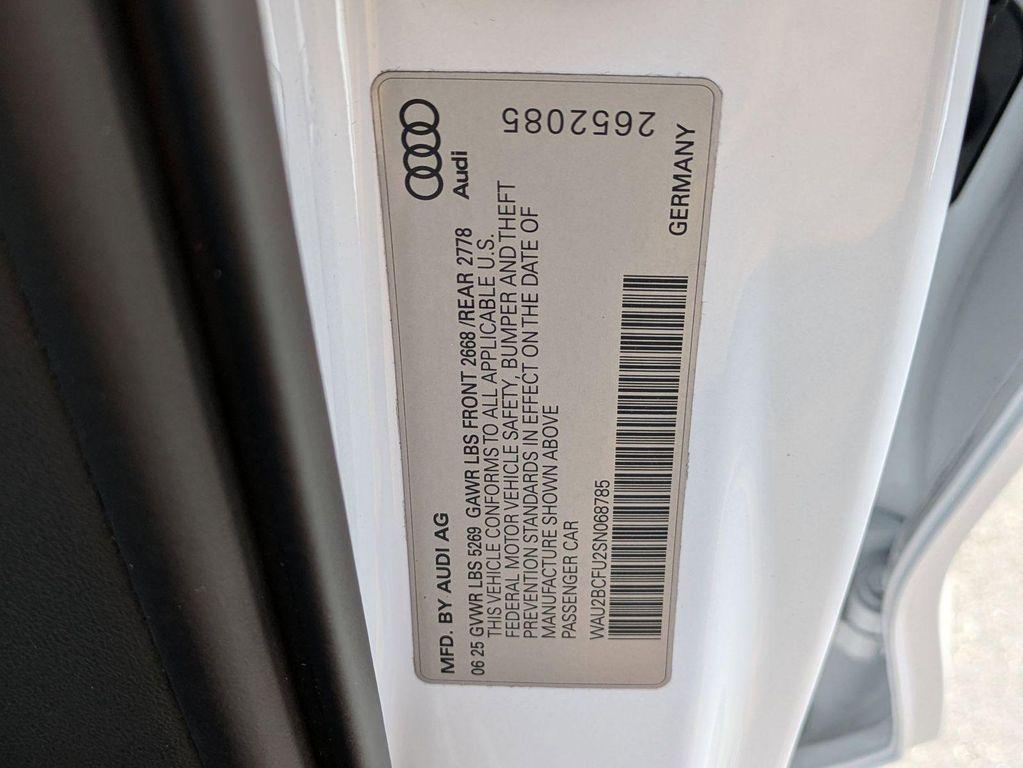 Audi
2652085
MFD. BY AUDI AG
06 25 GVWR LBS 5269 GAWR LBS FRONT 2668 /REAR 2778
THIS VEHICLE CONFORMS TO ALL APPLICABLE U.S.
FEDERAL MOTOR VEHICLE SAFETY, BUMPER AND THEFT
PREVENTION STANDARDS IN EFFECT ON THE DATE OF
MANUFACTURE SHOWN ABOVE
PASSENGER CAR
WAU2BCFU2SN068785
GERMANY